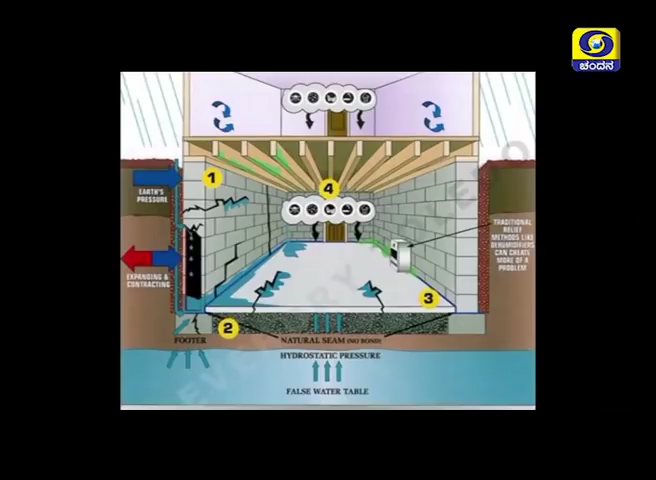 ಚಂದನ
1
4
EARTH'S
PRESSURE
TRADITIONAL
RELIEF
METHODS LIKE
DEHUMIDIFIERS
CAN CREATE
MORE OF A
PROBLEM
EXPANDING &
CONTRACTING
3
2
FOOTER
NATURAL SEAM (NO BOND)
HYDROSTATIC PRESSURE
FALSE WATER TABLE